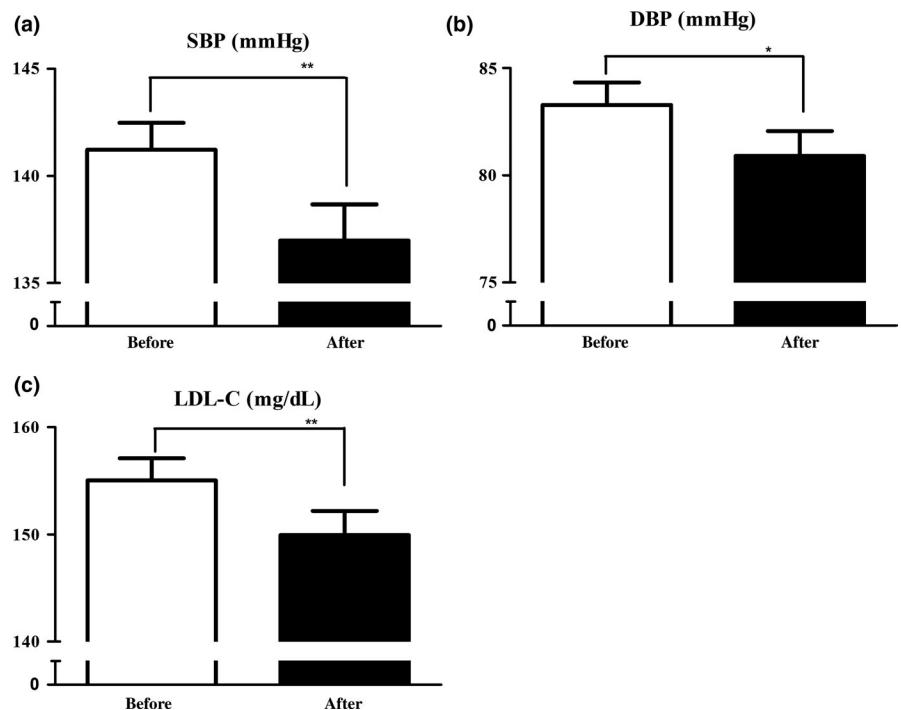 (a)
SBP (mmHg)
**
145
140
135
0
Before After
(b)
DBP (mmHg)
*
85
80
75
0
Before After
(c)
LDL-C (mg/dL)
**
160
150
140
0
Before After